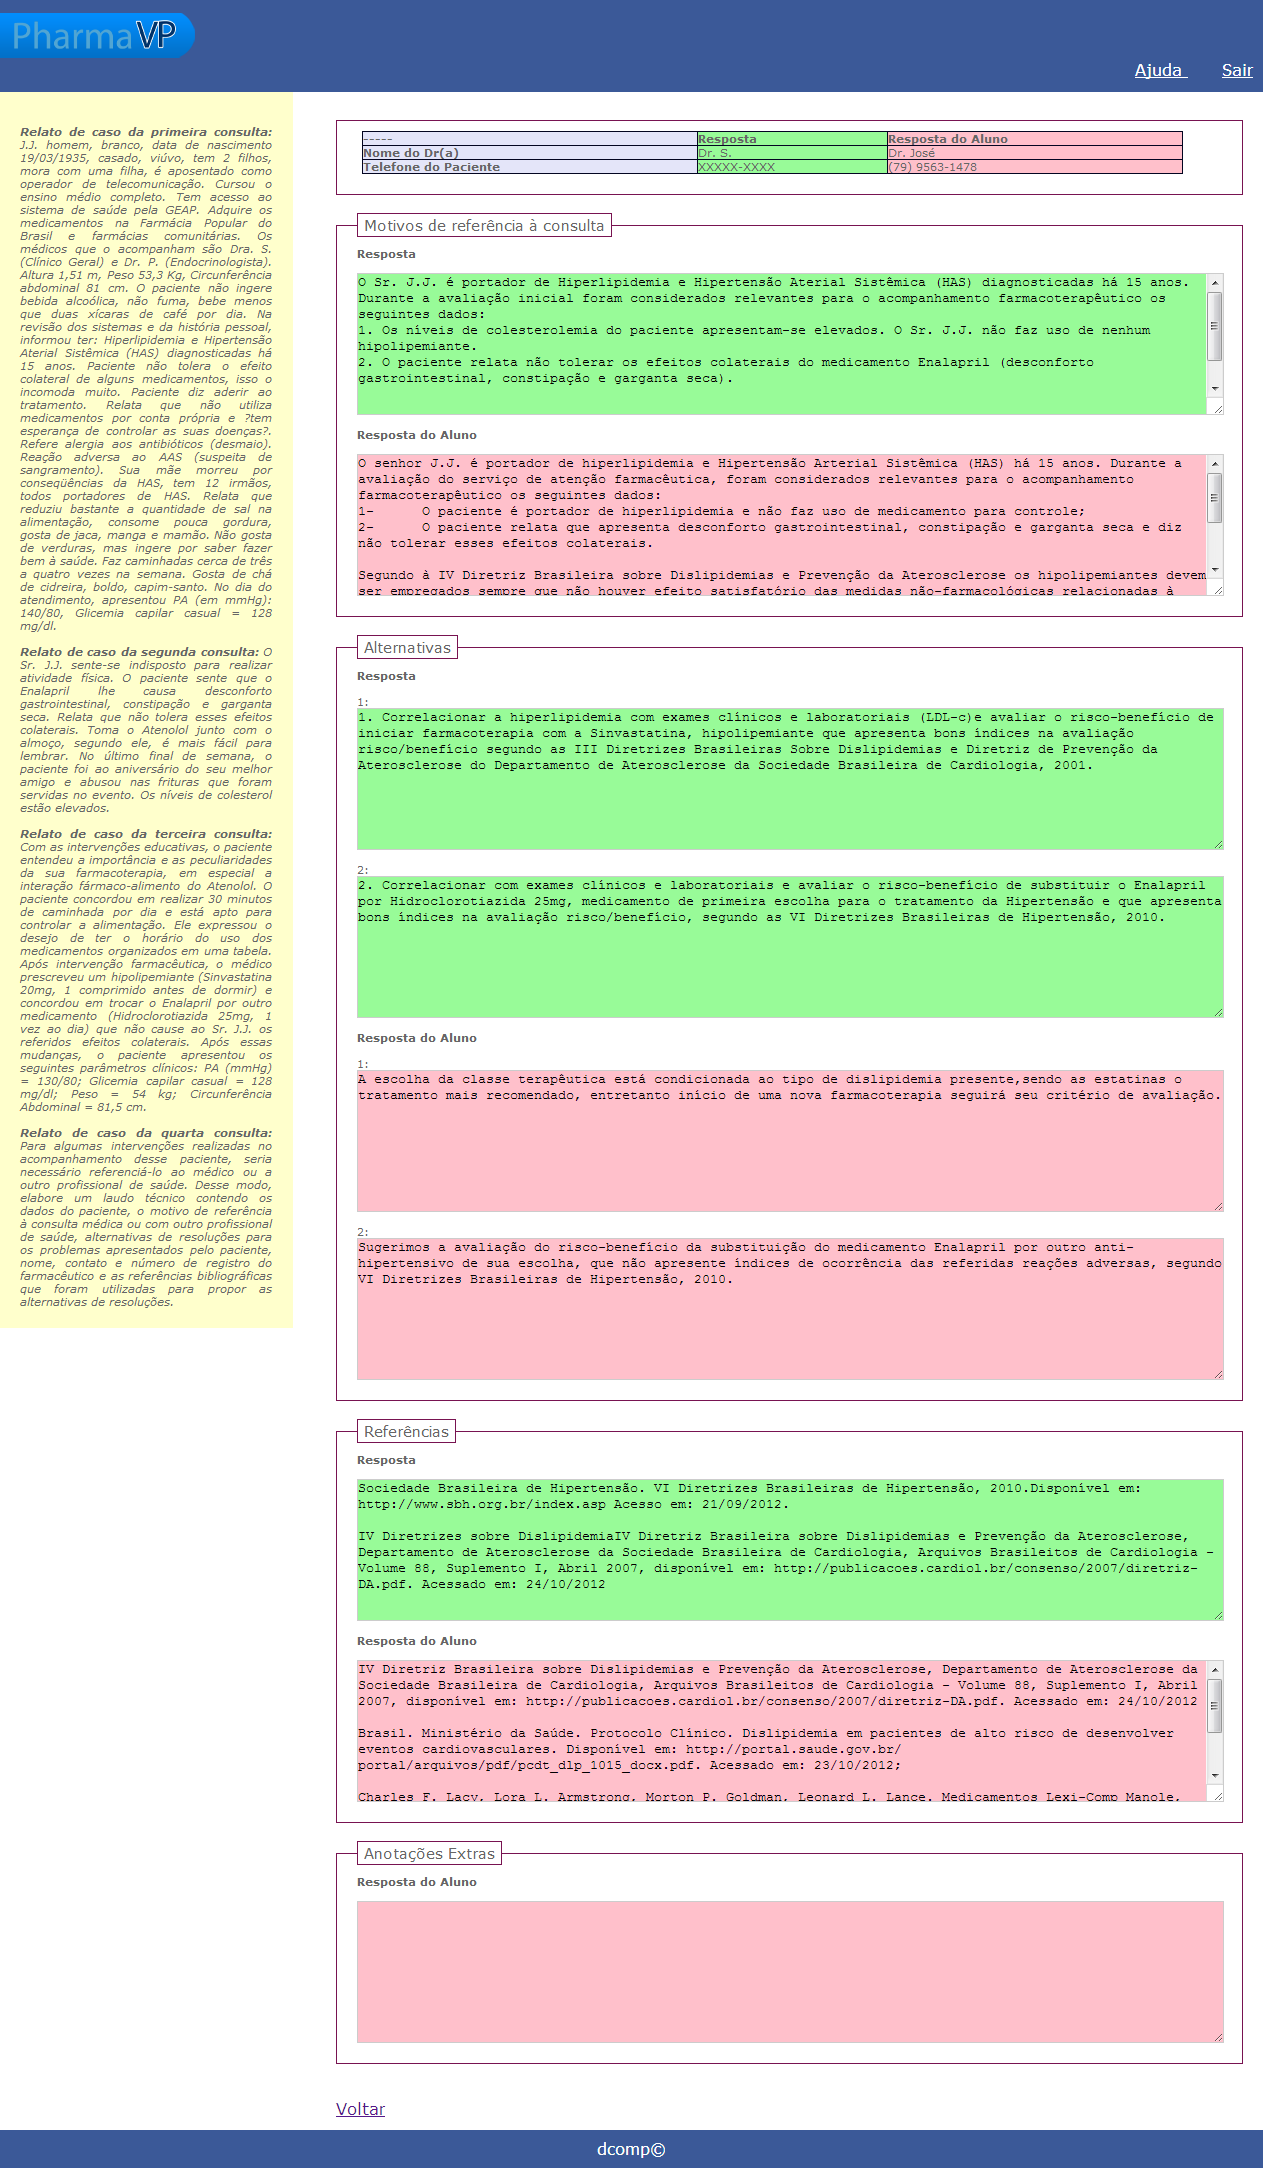 PharmaVP
Ajuda
Sair
Relato de caso da primeira consulta:
J.J. homem, branco, data de nascimento
19/03/1935, casado, viúvo, tem 2 filhos,
mora com uma filha, é aposentado como
operador de telecomunicação. Cursou o
ensino médio completo. Tem acesso ao
sistema de saúde pela GEAP. Adquire os
medicamentos na Farmácia Popular do
Brasil e farmácias comunitárias. Os
médicos que o acompanham são Dra. S.
(Clínico Geral) e Dr. P. (Endocrinologista).
Altura 1,51 m, Peso 53,3 Kg, Circunferência
abdominal 81 cm. O paciente não ingere
bebida alcoólica, não fuma, bebe menos
que duas xícaras de café por dia. Na
revisão dos sistemas e da história pessoal,
informou ter: Hiperlipidemia e Hipertensão
Aterial Sistêmica (HAS) diagnosticadas há
15 anos. Paciente não tolera o efeito
colateral de alguns medicamentos, isso o
incomoda muito. Paciente diz aderir ao
tratamento. Relata que não utiliza
medicamentos por conta própria e ?tem
esperança de controlar as suas doenças?.
Refere alergia aos antibióticos (desmaio).
Reação adversa ao AAS (suspeita de
sangramento). Sua mãe morreu por
conseqüências da HAS, tem 12 irmãos,
todos portadores de HAS. Relata que
reduziu bastante a quantidade de sal na
alimentação, consome pouca gordura,
gosta de jaca, manga e mamão. Não gosta
de verduras, mas ingere por saber fazer
bem à saúde. Faz caminhadas cerca de três
a quatro vezes na semana. Gosta de chá
de cidreira, boldo, capim-santo. No dia do
atendimento, apresentou PA (em mmHg):
140/80, Glicemia capilar casual = 128
mg/dl.
Relato de caso da segunda consulta: O
Sr. J.J. sente-se indisposto para realizar
atividade física. O paciente sente que o
Enalapril lhe causa desconforto
gastrointestinal, constipação e garganta
seca. Relata que não tolera esses efeitos
colaterais. Toma o Atenolol junto com o
almoço, segundo ele, é mais fácil para
lembrar. No último final de semana, o
paciente foi ao aniversário do seu melhor
amigo e abusou nas frituras que foram
servidas no evento. Os níveis de colesterol
estão elevados.
Relato de caso da terceira consulta:
Com as intervenções educativas, o paciente
entendeu a importância e as peculiaridades
da sua farmacoterapia, em especial a
interação fármaco-alimento do Atenolol. O
paciente concordou em realizar 30 minutos
de caminhada por dia e está apto para
controlar a alimentação. Ele expressou o
desejo de ter o horário do uso dos
medicamentos organizados em uma tabela.
Após intervenção farmacêutica, o médico
prescreveu um hipolipemiante (Sinvastatina
20mg, 1 comprimido antes de dormir) e
concordou em trocar o Enalapril por outro
medicamento (Hidroclorotiazida 25mg, 1
vez ao dia) que não cause ao Sr. J.J. os
referidos efeitos colaterais. Após essas
mudanças, o paciente apresentou os
seguintes parâmetros clínicos: PA (mmHg)
= 130/80; Glicemia capilar casual = 128
mg/dl; Peso = 54 kg; Circunferência
Abdominal = 81,5 cm.
Relato de caso da quarta consulta:
Para algumas intervenções realizadas no
acompanhamento desse paciente, seria
necessário referenciá-lo ao médico ou a
outro profissional de saúde. Desse modo,
elabore um laudo técnico contendo os
dados do paciente, o motivo de referência
à consulta médica ou com outro profissional
de saúde, alternativas de resoluções para
os problemas apresentados pelo paciente,
nome, contato e número de registro do
farmacêutico e as referências bibliográficas
que foram utilizadas para propor as
alternativas de resoluções.
----- Resposta Resposta do Aluno
Nome do Dr(a) Dr. S. Dr. José
Telefone do Paciente XXXXX-XXXX (79) 9563-1478
Motivos de referência à consulta
Resposta
O Sr. J.J. é portador de Hiperlipidemia e Hipertensão Aterial Sistêmica (HAS) diagnosticadas há 15 anos.
Durante a avaliação inicial foram considerados relevantes para o acompanhamento farmacoterapêutico os
seguintes dados:
1. Os níveis de colesterolemia do paciente apresentam-se elevados. O Sr. J.J. não faz uso de nenhum
hipolipemiante.
2. O paciente relata não tolerar os efeitos colaterais do medicamento Enalapril (desconforto
gastrointestinal, constipação e garganta seca).
Resposta do Aluno
O senhor J.J. é portador de hiperlipidemia e Hipertensão Arterial Sistêmica (HAS) há 15 anos. Durante a
avaliação do serviço de atenção farmacêutica, foram considerados relevantes para o acompanhamento
farmacoterapêutico os seguintes dados:
1- O paciente é portador de hiperlipidemia e não faz uso de medicamento para controle;
2- O paciente relata que apresenta desconforto gastrointestinal, constipação e garganta seca e diz
não tolerar esses efeitos colaterais.
Segundo à IV Diretriz Brasileira sobre Dislipidemias e Prevenção da Aterosclerose os hipolipemiantes devem
ser empregados sempre que não houver efeito satisfatório das medidas não-farmacológicas relacionadas à
Alternativas
Resposta
1:
1. Correlacionar a hiperlipidemia com exames clínicos e laboratoriais (LDL-c)e avaliar o risco-benefício de
iniciar farmacoterapia com a Sinvastatina, hipolipemiante que apresenta bons índices na avaliação
risco/benefício segundo as III Diretrizes Brasileiras Sobre Dislipidemias e Diretriz de Prevenção da
Aterosclerose do Departamento de Aterosclerose da Sociedade Brasileira de Cardiologia, 2001.
2:
2. Correlacionar com exames clínicos e laboratoriais e avaliar o risco-benefício de substituir o Enalapril
por Hidroclorotiazida 25mg, medicamento de primeira escolha para o tratamento da Hipertensão e que apresenta
bons índices na avaliação risco/benefício, segundo as VI Diretrizes Brasileiras de Hipertensão, 2010.
Resposta do Aluno
1:
A escolha da classe terapêutica está condicionada ao tipo de dislipidemia presente,sendo as estatinas o
tratamento mais recomendado, entretanto início de uma nova farmacoterapia seguirá seu critério de avaliação.
2:
Sugerimos a avaliação do risco-benefício da substituição do medicamento Enalapril por outro anti-
hipertensivo de sua escolha, que não apresente índices de ocorrência das referidas reações adversas, segundo
VI Diretrizes Brasileiras de Hipertensão, 2010.
Referências
Resposta
Sociedade Brasileira de Hipertensão. VI Diretrizes Brasileiras de Hipertensão, 2010.Disponível em:
http://www.sbh.org.br/index.asp Acesso em: 21/09/2012.
IV Diretrizes sobre DislipidemiaIV Diretriz Brasileira sobre Dislipidemias e Prevenção da Aterosclerose,
Departamento de Aterosclerose da Sociedade Brasileira de Cardiologia, Arquivos Brasileitos de Cardiologia -
Volume 88, Suplemento I, Abril 2007, disponível em: http://publicacoes.cardiol.br/consenso/2007/diretriz-
DA.pdf. Acessado em: 24/10/2012
Resposta do Aluno
IV Diretriz Brasileira sobre Dislipidemias e Prevenção da Aterosclerose, Departamento de Aterosclerose da
Sociedade Brasileira de Cardiologia, Arquivos Brasileitos de Cardiologia - Volume 88, Suplemento I, Abril
2007, disponível em: http://publicacoes.cardiol.br/consenso/2007/diretriz-DA.pdf. Acessado em: 24/10/2012
Brasil. Ministério da Saúde. Protocolo Clínico. Dislipidemia em pacientes de alto risco de desenvolver
eventos cardiovasculares. Disponível em: http://portal.saude.gov.br/
portal/arquivos/pdf/pcdt_dlp_1015_docx.pdf. Acessado em: 23/10/2012;
Charles F. Lacy, Lora L. Armstrong, Morton P. Goldman, Leonard L. Lance. Medicamentos Lexi-Comp Manole,
Anotações Extras
Resposta do Aluno
Voltar
dcomp©